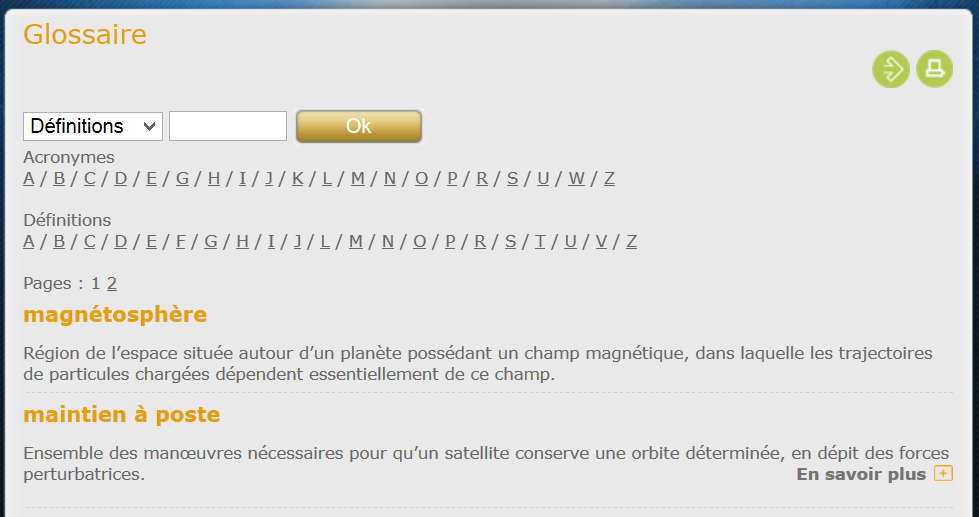 Glossaire
Définitions Ok
Acronymes
A / B / C / D / E / G / H / I / J / K / L / M / N / O / P / R / S / U / W / Z
Définitions
A / B / C / D / E / F / G / H / I / J / L / M / N / O / P / R / S / T / U / V / Z
Pages : 1 2
magnétosphère
Région de l’espace située autour d’un planète possédant un champ magnétique, dans laquelle les trajectoires
de particules chargées dépendent essentiellement de ce champ.
maintien à poste
Ensemble des manœuvres nécessaires pour qu’un satellite conserve une orbite déterminée, en dépit des forces
perturbatrices. En savoir plus